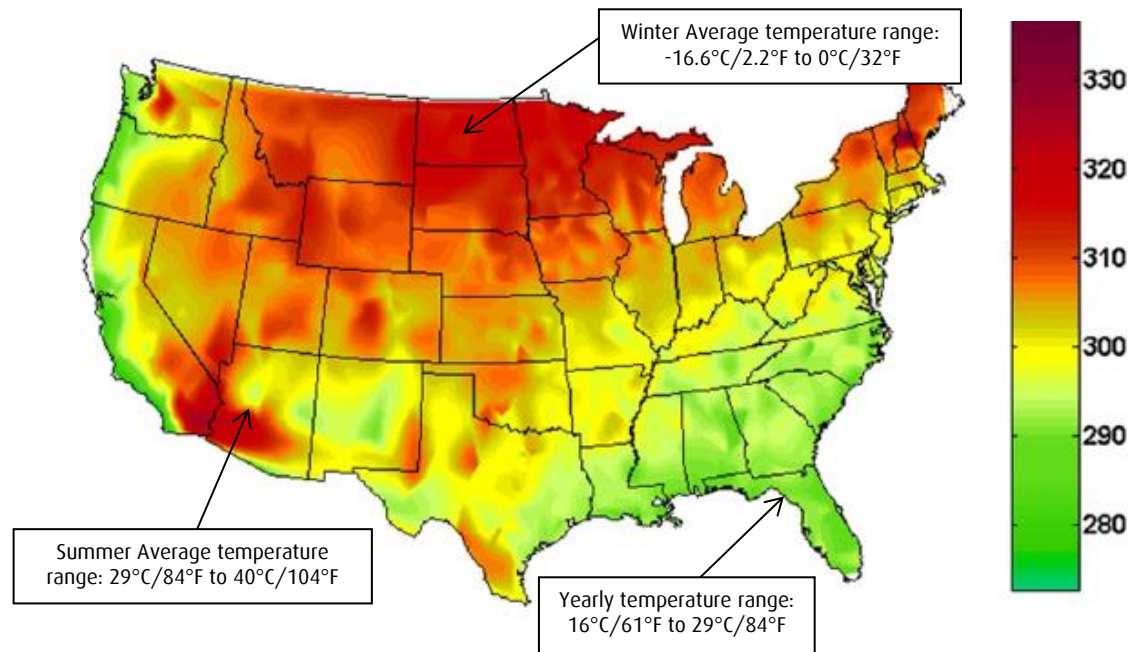 Winter Average temperature range:
-16.6°C/2.2°F to 0°C/32°F
330
320
310
300
290
280
Summer Average temperature
range: 29°C/84°F to 40°C/104°F
Yearly temperature range:
16°C/61°F to 29°C/84°F